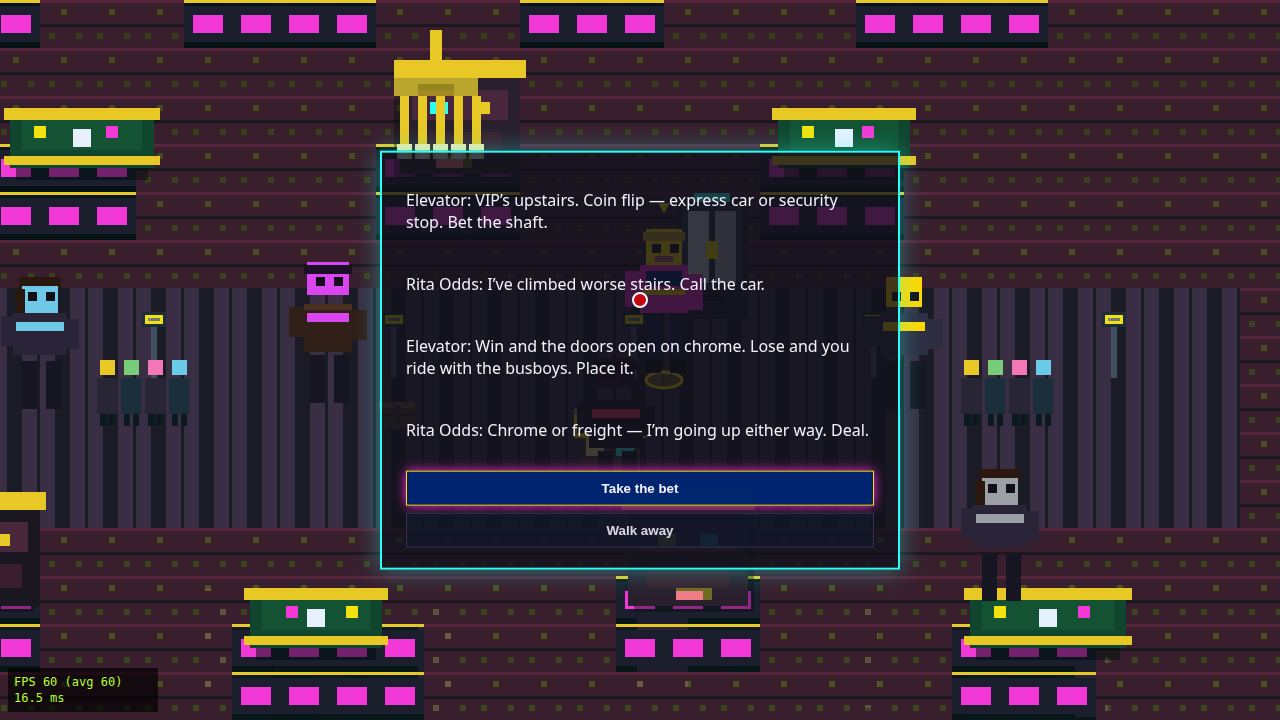 Elevator: VIP’s upstairs. Coin flip — express car or security
stop. Bet the shaft.
Rita Odds: I’ve climbed worse stairs. Call the car.
Elevator: Win and the doors open on chrome. Lose and you
ride with the busboys. Place it.
Rita Odds: Chrome or freight — I’m going up either way. Deal.
Take the bet
Walk away
FPS 60 (avg 60)
16.5 ms